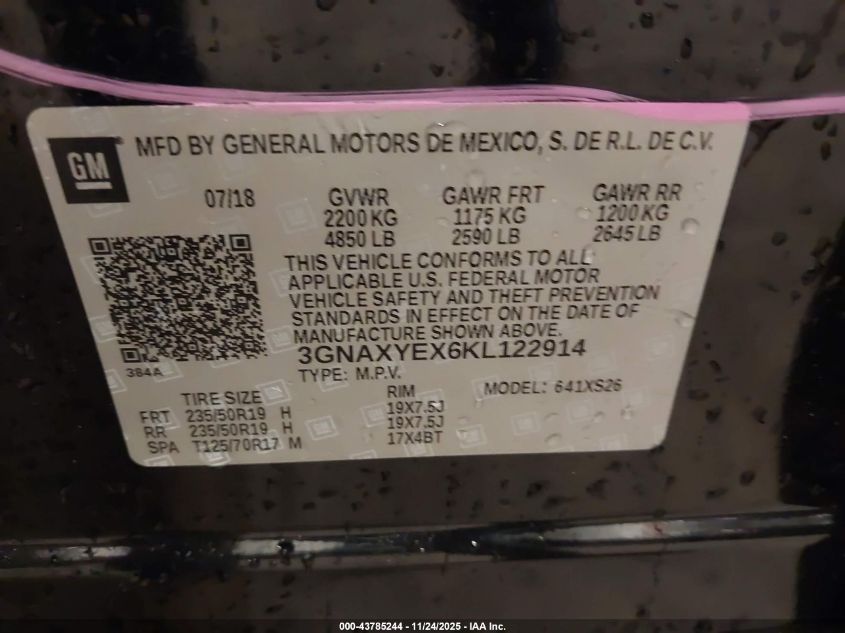 GM
MFD BY GENERAL MOTORS DE MEXICO, S. DE R.L. DE C.V.
07/18 GVWR GAWR FRT GAWR RR
2200 KG 1175 KG 1200 KG
4850 LB 2590 LB 2645 LB
THIS VEHICLE CONFORMS TO ALL
APPLICABLE U.S. FEDERAL MOTOR
VEHICLE SAFETY AND THEFT PREVENTION
STANDARDS IN EFFECT ON THE DATE OF
MANUFACTURE SHOWN ABOVE.
384A 3GNAXYEX6KL122914
TYPE: M.P.V. MODEL: 641XS26
TIRE SIZE RIM
FRT 235/50R19 H 19X7.5J
RR 235/50R19 H 19X7.5J
SPA T125/70R17 M 17X4BT
000-43785244 - 11/24/2025 - IAA Inc.